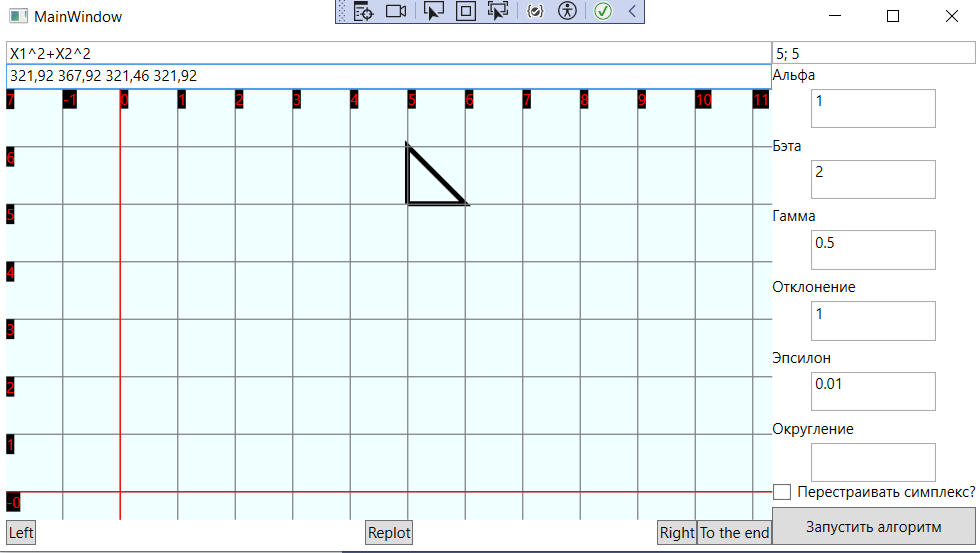 MainWindow
X1^2+X2^2
5; 5
321,92 367,92 321,46 321,92
Альфа
7 -1 0 1 2 3 4 5 6 7 8 9 10 11
1
Бэта
6
2
5
Гамма
0.5
4
Отклонение
3
1
Эпсилон
2
0.01
1
Округление
-0
Перестраивать симплекс?
Left
Replot
Right
To the end
Запустить алгоритм